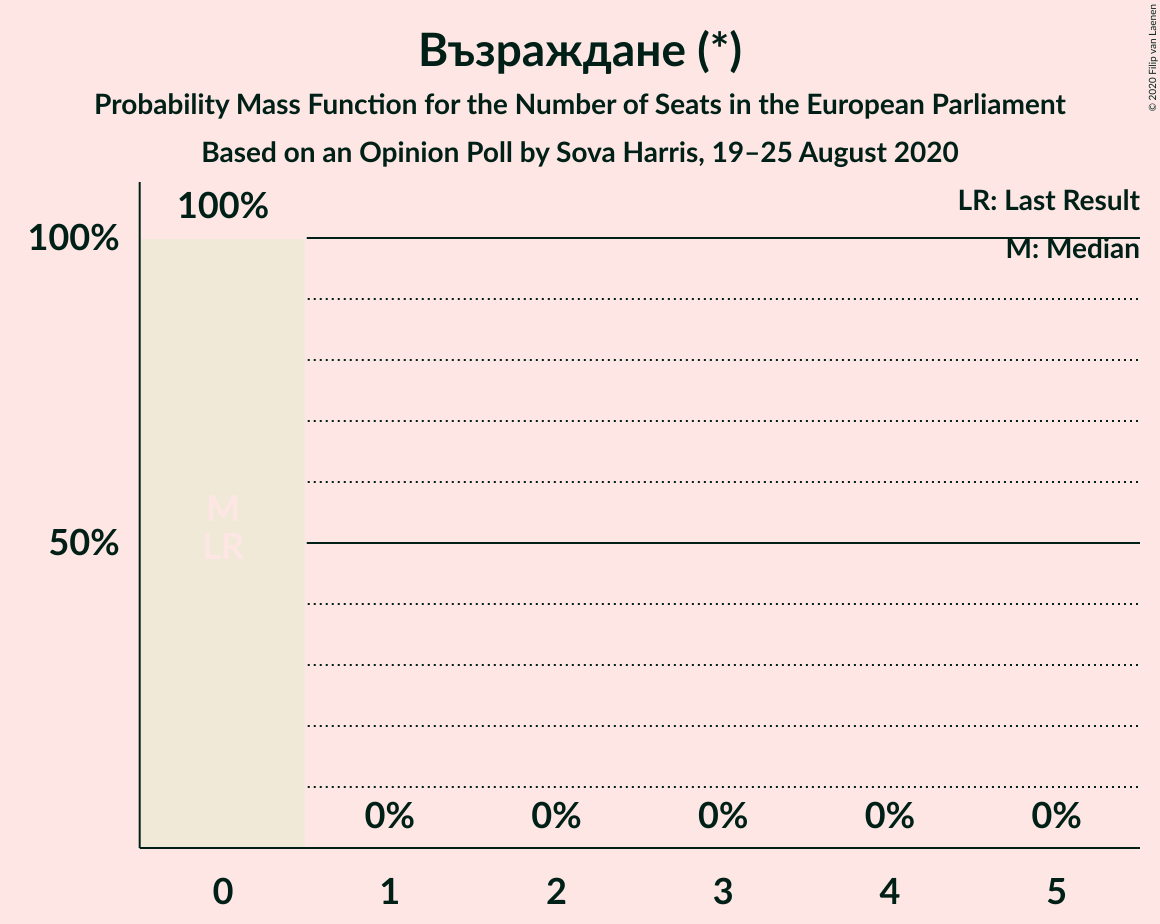 Възраждане (*)
Probability Mass Function for the Number of Seats in the European Parliament
Based on an Opinion Poll by Sova Harris, 19–25 August 2020
© 2020 Filip van Laenen
LR: Last Result
M: Median
100%
100%
50%
M
LR
0% 0% 0% 0% 0%
0 1 2 3 4 5